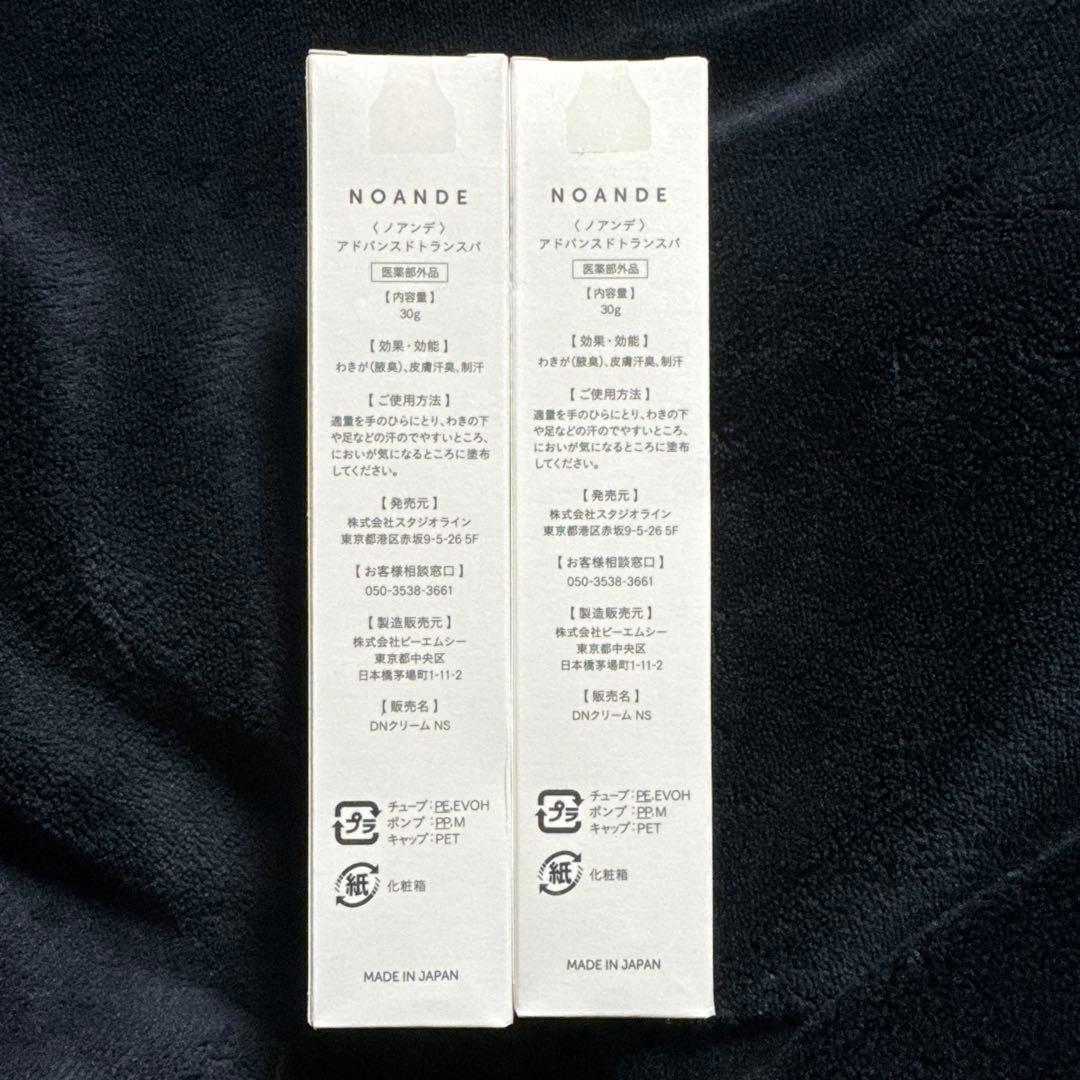 NOANDE
〈ノアンデ〉
アドバンスドトランスパ
医薬部外品
【内容量】
30g
【効果・効能】
わきが(腋臭)、皮膚汗臭、制汗
【ご使用方法】
適量を手のひらにとり、わきの下
や足などの汗のでやすいところ、
においが気になるところに塗布
してください。
【発売元】
株式会社スタジオライン
東京都港区赤坂9-5-26 5F
【お客様相談窓口】
050-3538-3661
【製造販売元】
株式会社ビーエムシー
東京都中央区
日本橋茅場町1-11-2
【販売名】
DNクリーム NS
プラ
チューブ:PE,EVOH
ポンプ:PP,M
キャップ:PET
紙
化粧箱
MADE IN JAPAN
NOANDE
〈ノアンデ〉
アドバンスドトランスパ
医薬部外品
【内容量】
30g
【効果・効能】
わきが(腋臭)、皮膚汗臭、制汗
【ご使用方法】
適量を手のひらにとり、わきの下
や足などの汗のでやすいところ、
においが気になるところに塗布
してください。
【発売元】
株式会社スタジオライン
東京都港区赤坂9-5-26 5F
【お客様相談窓口】
050-3538-3661
【製造販売元】
株式会社ビーエムシー
東京都中央区
日本橋茅場町1-11-2
【販売名】
DNクリーム NS
プラ
チューブ:PE,EVOH
ポンプ:PP,M
キャップ:PET
紙
化粧箱
MADE IN JAPAN